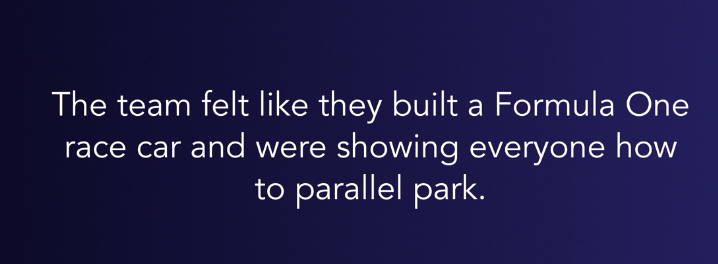 The team felt like they built a Formula One
race car and were showing everyone how
to parallel park.